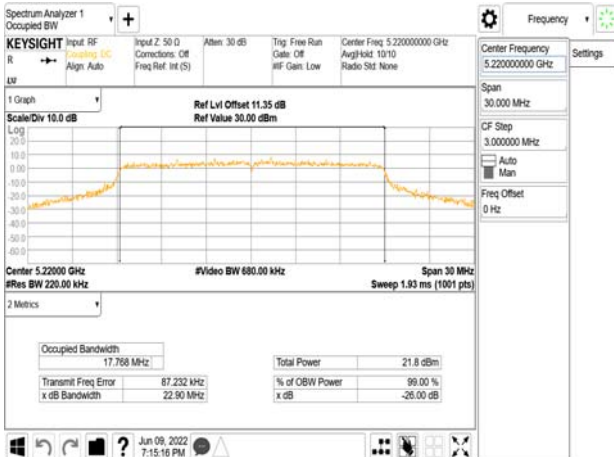 Spectrum Analyzer 1
Occupied BW
+
Frequency
KEYSIGHT
R
LXI
Input: RF
Coupling: DC
Align: Auto
Input Z: 50 Ω
Corrections: Off
Freq Ref: Int (S)
Atten: 30 dB
Trig: Free Run
Gate: Off
#IF Gain: Low
Center Freq: 5.220000000 GHz
Avg|Hold: 10/10
Radio Std: None
Center Frequency
5.220000000 GHz
Settings
Span
30.000 MHz
CF Step
3.000000 MHz
Auto
Man
Freq Offset
0 Hz
1 Graph
Scale/Div 10.0 dB
Ref Lvl Offset 11.35 dB
Ref Value 30.00 dBm
Log
20.0
10.0
0.00
-10.0
-20.0
-30.0
-40.0
-50.0
-60.0
Center 5.22000 GHz
#Res BW 220.00 kHz
#Video BW 680.00 kHz
Span 30 MHz
Sweep 1.93 ms (1001 pts)
2 Metrics
Occupied Bandwidth
17.768 MHz
Total Power 21.8 dBm
Transmit Freq Error 87.232 kHz
% of OBW Power 99.00 %
x dB Bandwidth 22.90 MHz
x dB -26.00 dB
?
Jun 09, 2022
7:15:16 PM